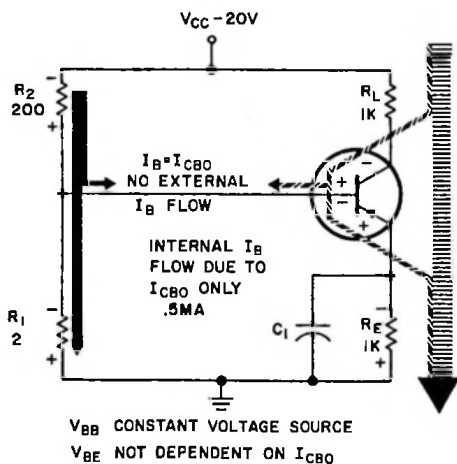 VCC -20V
R2
200
RL
1K
IB=ICBO
NO EXTERNAL
IB FLOW
INTERNAL IB
FLOW DUE TO
ICBO ONLY
.5MA
R1
2
C1
RE
1K
VBB CONSTANT VOLTAGE SOURCE
VBE NOT DEPENDENT ON ICBO